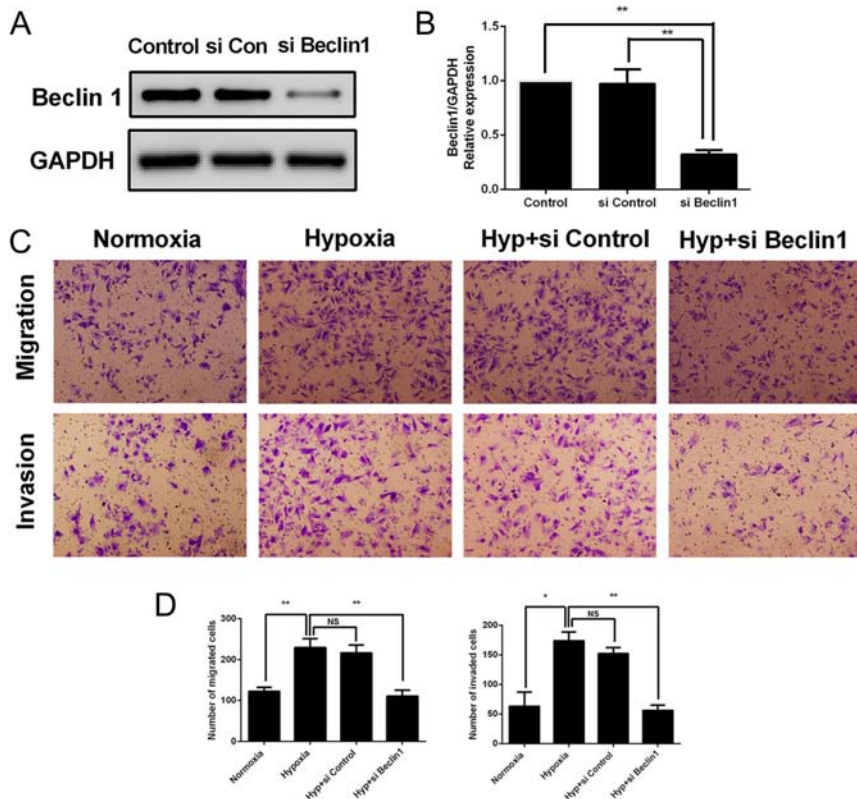 A
Control si Con si Beclin1
Beclin 1
GAPDH
B
**
**
Beclin1/GAPDH
Relative expression
1.5
1.0
0.5
0.0
Control
si Control
si Beclin1
C
Normoxia
Hypoxia
Hyp+si Control
Hyp+si Beclin1
Migration
Invasion
D
Number of migrated cells
300
200
100
0
**
**
NS
Normoxia
Hypoxia
Hyp+si Control
Hyp+si Beclin1
Number of invaded cells
200
150
100
50
0
*
**
NS
Normoxia
Hypoxia
Hyp+si Control
Hyp+si Beclin1